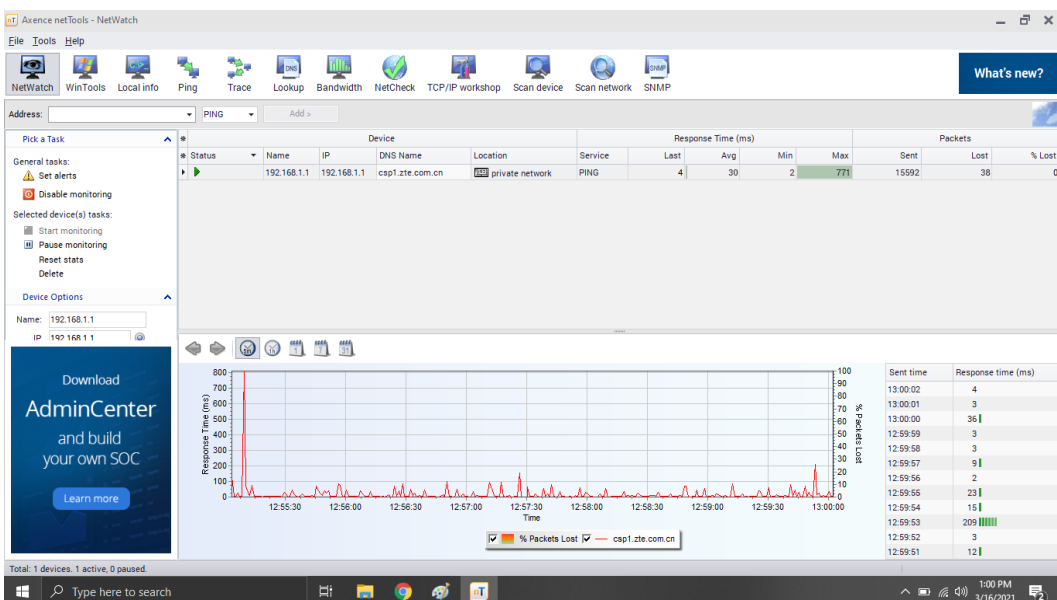 nT Axence netTools - NetWatch
File Tools Help
NetWatch WinTools Local info Ping Trace DNS Lookup Bandwidth NetCheck TCP/IP workshop Scan device Scan network SNMP SNMP
What's new?
Address: PING Add »
Pick a Task
General tasks:
Set alerts
Disable monitoring
Selected device(s) tasks:
Start monitoring
Pause monitoring
Reset stats
Delete
Device Options
Name: 192.168.1.1
IP 192.168.1.1
Device Response Time (ms) Packets
Status Name IP DNS Name Location Service Last Avg Min Max Sent Lost % Lost
192.168.1.1 192.168.1.1 csp1.zte.com.cn private network PING 4 30 2 771 15592 38 0
Download
AdminCenter
and build
your own SOC
Learn more
1m 1h 1 7 31
Response Time (ms)
800
700
600
500
400
300
200
100
0
100
90
80
70
60
50
40
30
20
10
0
% Packets Lost
12:55:30 12:56:00 12:56:30 12:57:00 12:57:30 12:58:00 12:58:30 12:59:00 12:59:30 13:00:00
Time
% Packets Lost csp1.zte.com.cn
Sent time Response time (ms)
13:00:02 4
13:00:01 3
13:00:00 36
12:59:59 3
12:59:58 3
12:59:57 9
12:59:56 2
12:59:55 23
12:59:54 15
12:59:53 209
12:59:52 3
12:59:51 12
Total: 1 devices. 1 active, 0 paused.
Type here to search
nT
1:00 PM
3/16/2021
2